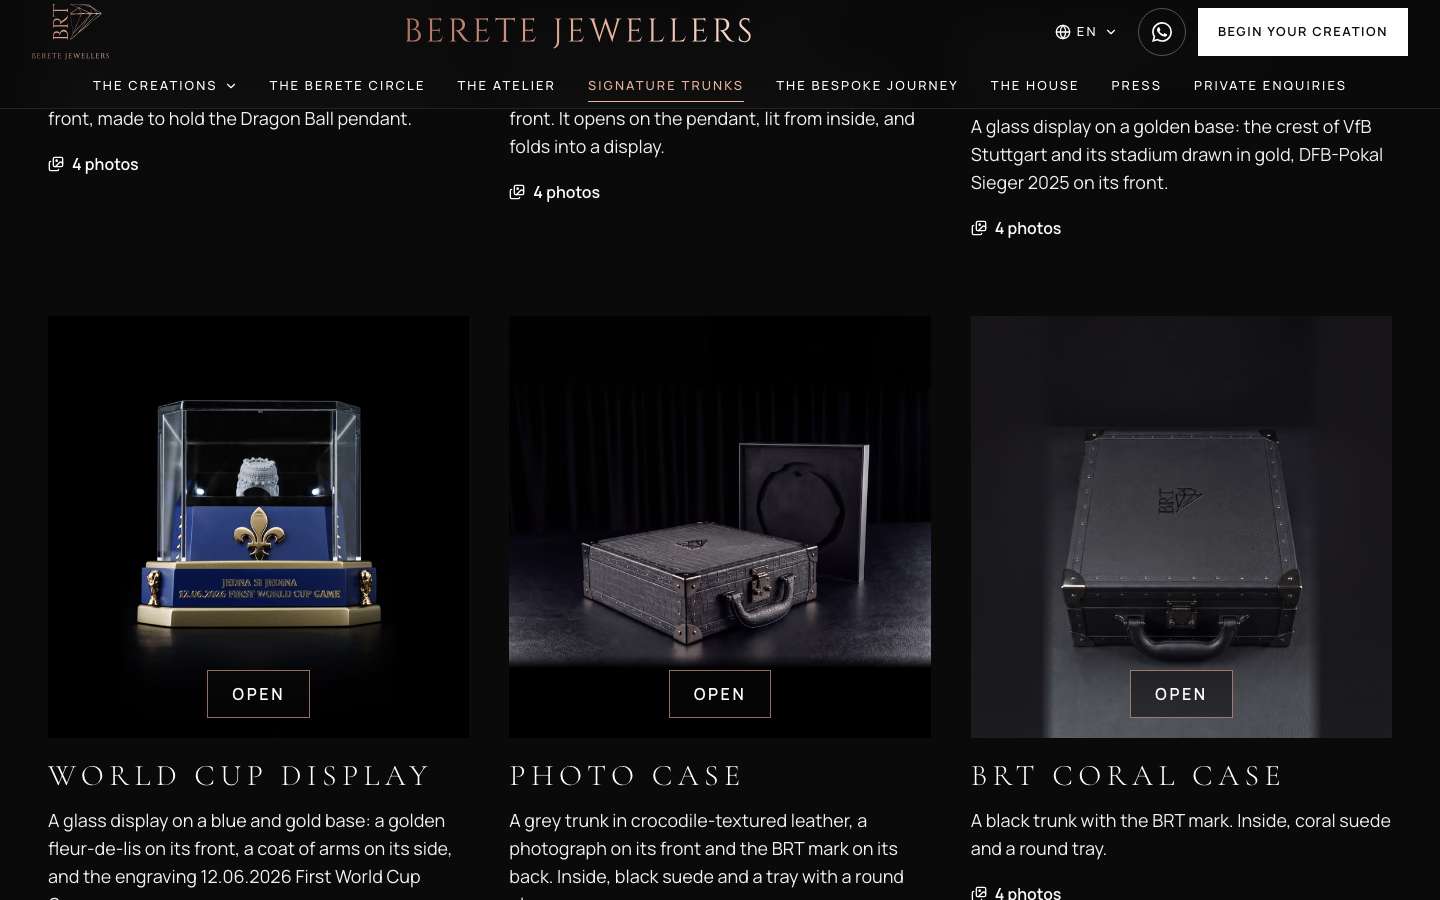 BRT
BERETE JEWELLERS
BERETE JEWELLERS
EN
BEGIN YOUR CREATION
THE CREATIONS
THE BERETE CIRCLE
THE ATELIER
SIGNATURE TRUNKS
THE BESPOKE JOURNEY
THE HOUSE
PRESS
PRIVATE ENQUIRIES
front, made to hold the Dragon Ball pendant.
4 photos
front. It opens on the pendant, lit from inside, and
folds into a display.
4 photos
A glass display on a golden base: the crest of VfB
Stuttgart and its stadium drawn in gold, DFB-Pokal
Sieger 2025 on its front.
4 photos
JEDNA SI JEDINA
12.06.2026 FIRST WORLD CUP GAME
OPEN
OPEN
BRT
OPEN
WORLD CUP DISPLAY
A glass display on a blue and gold base: a golden
fleur-de-lis on its front, a coat of arms on its side,
and the engraving 12.06.2026 First World Cup
PHOTO CASE
A grey trunk in crocodile-textured leather, a
photograph on its front and the BRT mark on its
back. Inside, black suede and a tray with a round
BRT CORAL CASE
A black trunk with the BRT mark. Inside, coral suede
and a round tray.
4 photos